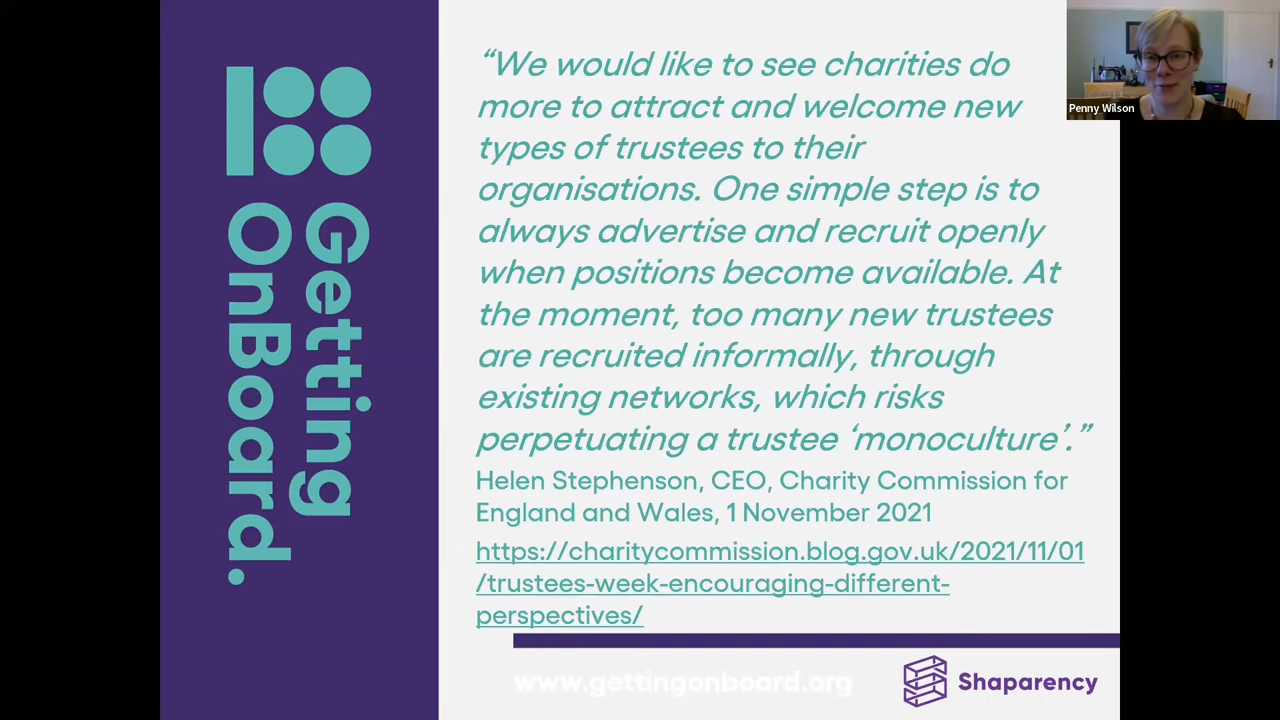 Getting
OnBoard.
“We would like to see charities do
more to attract and welcome new
types of trustees to their
organisations. One simple step is to
always advertise and recruit openly
when positions become available. At
the moment, too many new trustees
are recruited informally, through
existing networks, which risks
perpetuating a trustee ‘monoculture’.”
Helen Stephenson, CEO, Charity Commission for
England and Wales, 1 November 2021
https://charitycommission.blog.gov.uk/2021/11/01
/trustees-week-encouraging-different-
perspectives/
www.gettingonboard.org
Shaparency
Penny Wilson